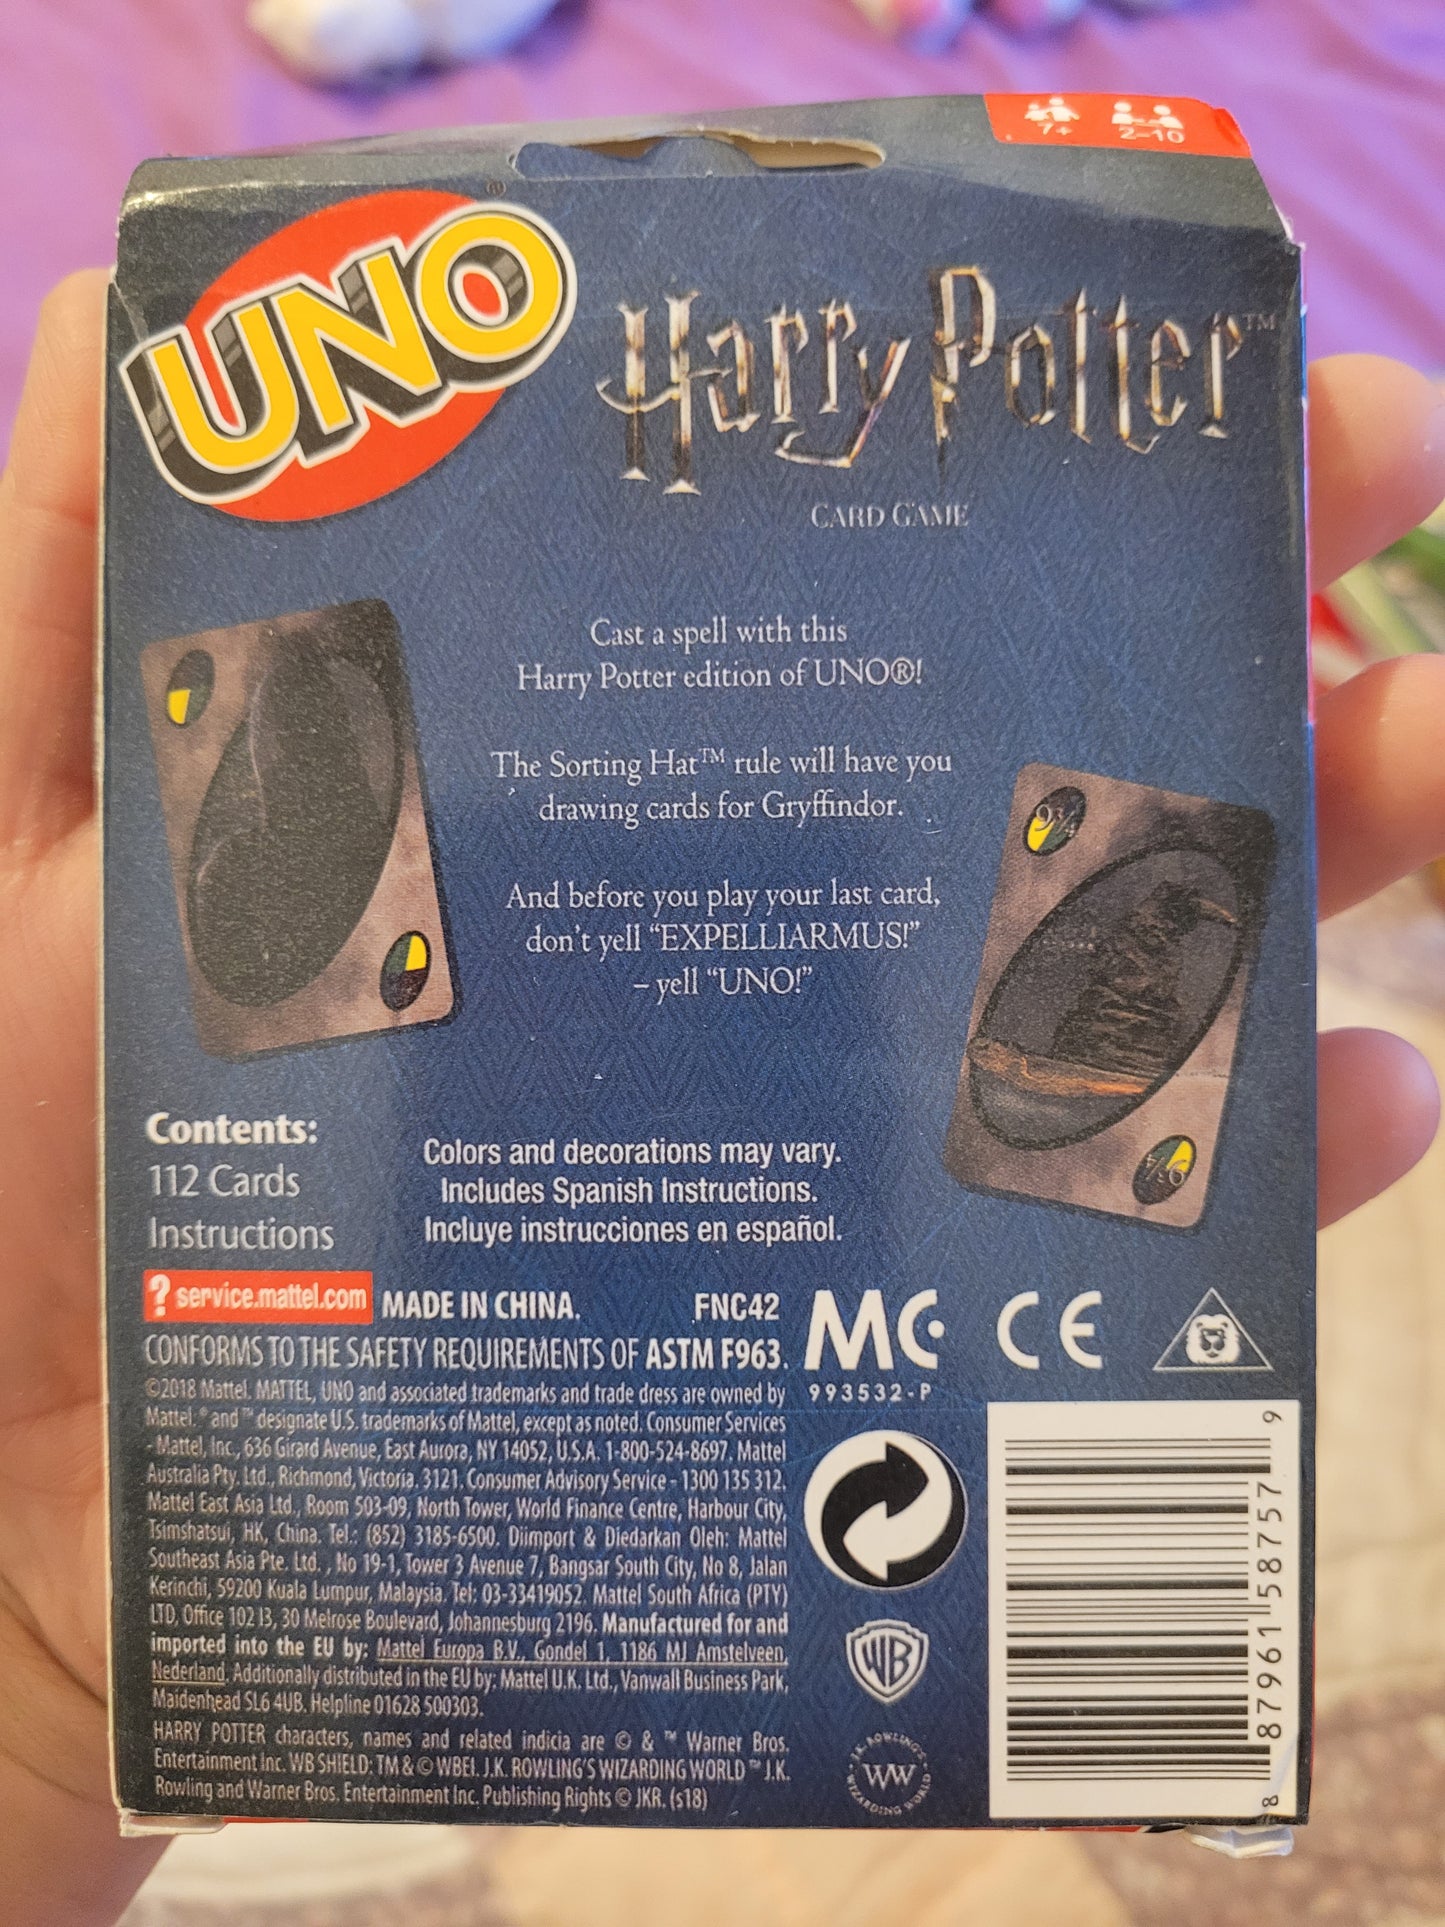 7+
2-10
UNO®
Harry Potter™
CARD GAME
Cast a spell with this
Harry Potter edition of UNO®!
The Sorting Hat™ rule will have you
drawing cards for Gryffindor.
And before you play your last card,
don't yell “EXPELLIARMUS!”
– yell “UNO!”
9¾
9¾
Contents:
112 Cards
Instructions
Colors and decorations may vary.
Includes Spanish Instructions.
Incluye instrucciones en español.
? service.mattel.com
MADE IN CHINA.
FNC42
CONFORMS TO THE SAFETY REQUIREMENTS OF ASTM F963.
MC
CE
993532-P
©2018 Mattel. MATTEL, UNO and associated trademarks and trade dress are owned by
Mattel. ® and ™ designate U.S. trademarks of Mattel, except as noted. Consumer Services
- Mattel, Inc., 636 Girard Avenue, East Aurora, NY 14052, U.S.A. 1-800-524-8697. Mattel
Australia Pty. Ltd., Richmond, Victoria. 3121. Consumer Advisory Service - 1300 135 312.
Mattel East Asia Ltd., Room 503-09, North Tower, World Finance Centre, Harbour City,
Tsimshatsui, HK, China. Tel.: (852) 3185-6500. Diimport & Diedarkan Oleh: Mattel
Southeast Asia Pte. Ltd. , No 19-1, Tower 3 Avenue 7, Bangsar South City, No 8, Jalan
Kerinchi, 59200 Kuala Lumpur, Malaysia. Tel: 03-33419052. Mattel South Africa (PTY)
LTD, Office 102 I3, 30 Melrose Boulevard, Johannesburg 2196. Manufactured for and
imported into the EU by: Mattel Europa B.V., Gondel 1, 1186 MJ Amstelveen,
Nederland. Additionally distributed in the EU by: Mattel U.K. Ltd., Vanwall Business Park,
Maidenhead SL6 4UB. Helpline 01628 500303.
HARRY POTTER characters, names and related indicia are © & ™ Warner Bros.
Entertainment Inc. WB SHIELD: TM & © WBEI. J.K. ROWLING'S WIZARDING WORLD ™ J.K.
Rowling and Warner Bros. Entertainment Inc. Publishing Rights © JKR. (s18)
WB
J.K. ROWLING'S
WW
WIZARDING WORLD
8 87961 58757 9